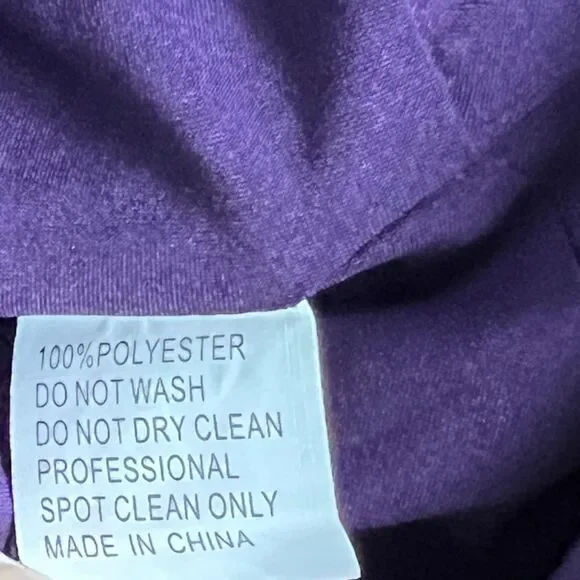 100%POLYESTER
DO NOT WASH
DO NOT DRY CLEAN
PROFESSIONAL
SPOT CLEAN ONLY
MADE IN CHINA